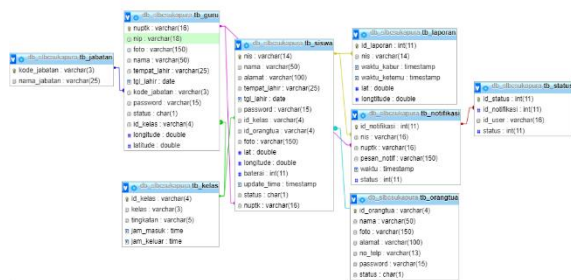 db_slbcsukapura tb_jabatan
kode_jabatan : varchar(3)
nama_jabatan : varchar(25)
db_slbcsukapura tb_guru
nuptk : varchar(16)
nip : varchar(18)
foto : varchar(150)
nama : varchar(50)
tempat_lahir : varchar(25)
tgl_lahir : date
kode_jabatan : varchar(3)
password : varchar(15)
status : char(1)
id_kelas : varchar(4)
longitude : double
latitude : double
db_slbcsukapura tb_kelas
id_kelas : varchar(4)
kelas : varchar(3)
tingkatan : varchar(5)
jam_masuk : time
jam_keluar : time
db_slbcsukapura tb_siswa
nis : varchar(14)
nama : varchar(50)
alamat : varchar(100)
tempat_lahir : varchar(25)
tgl_lahir : date
password : varchar(15)
id_kelas : varchar(4)
id_orangtua : varchar(4)
foto : varchar(150)
lat : double
longitude : double
baterai : int(11)
update_time : timestamp
status : char(1)
nuptk : varchar(16)
db_slbcsukapura tb_laporan
id_laporan : int(11)
nis : varchar(14)
waktu_kabur : timestamp
waktu_ketemu : timestamp
lat : double
longtitude : double
db_slbcsukapura tb_notifikasi
id_notifikasi : int(11)
nis : varchar(16)
nuptk : varchar(16)
pesan_notif : varchar(150)
waktu : timestamp
status : int(11)
db_slbcsukapura tb_orangtua
id_orangtua : varchar(4)
nama : varchar(50)
foto : varchar(150)
alamat : varchar(100)
no_telp : varchar(13)
password : varchar(15)
status : char(1)
db_slbcsukapura tb_status
id_status : int(11)
id_notifikasi : int(11)
id_user : varchar(16)
status : int(11)